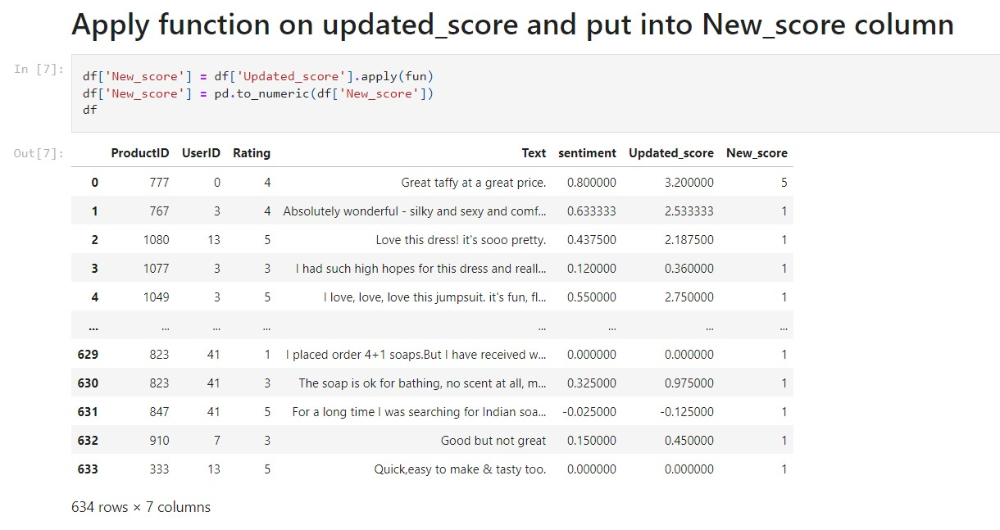 Apply function on updated_score and put into New_score column
In [7]:
df['New_score'] = df['Updated_score'].apply(fun)
df['New_score'] = pd.to_numeric(df['New_score'])
df
Out[7]:
ProductID UserID Rating Text sentiment Updated_score New_score
0 777 0 4 Great taffy at a great price. 0.800000 3.200000 5
1 767 3 4 Absolutely wonderful - silky and sexy and comf... 0.633333 2.533333 1
2 1080 13 5 Love this dress! it's sooo pretty. 0.437500 2.187500 1
3 1077 3 3 I had such high hopes for this dress and reall... 0.120000 0.360000 1
4 1049 3 5 I love, love, love this jumpsuit. it's fun, fl... 0.550000 2.750000 1
... ... ... ... ... ... ... ...
629 823 41 1 I placed order 4+1 soaps.But I have received w... 0.000000 0.000000 1
630 823 41 3 The soap is ok for bathing, no scent at all, m... 0.325000 0.975000 1
631 847 41 5 For a long time I was searching for Indian soa... -0.025000 -0.125000 1
632 910 7 3 Good but not great 0.150000 0.450000 1
633 333 13 5 Quick,easy to make & tasty too. 0.000000 0.000000 1
634 rows × 7 columns